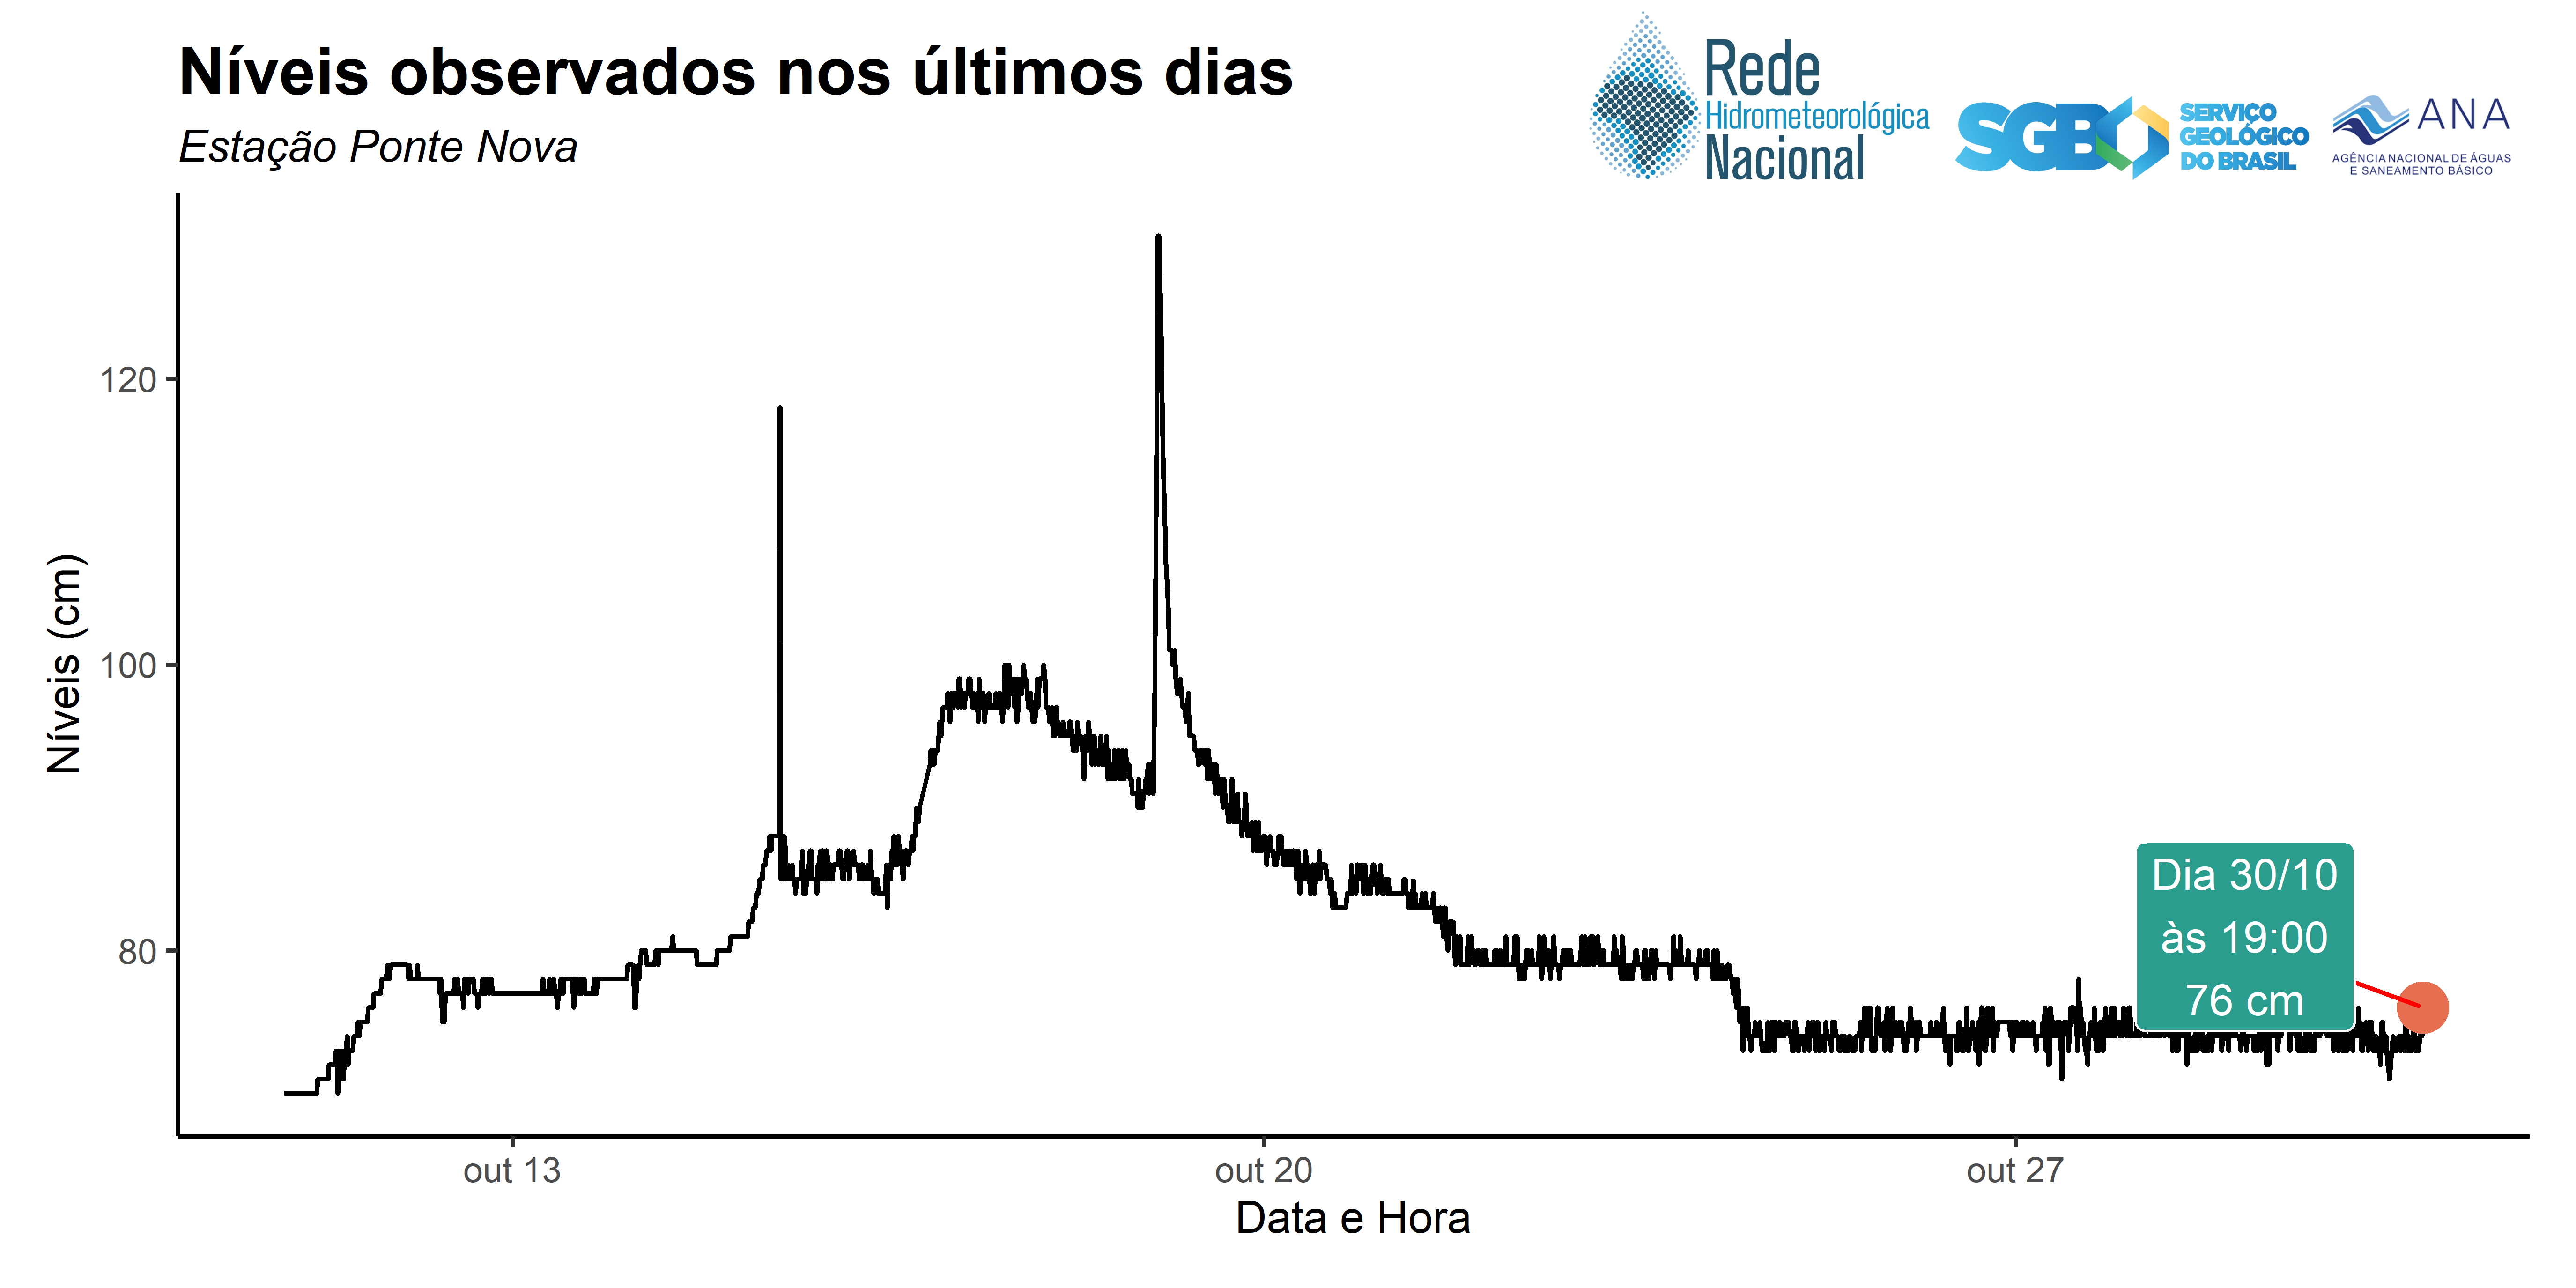 Níveis observados nos últimos dias
Estação Ponte Nova
Rede
Hidrometeorológica
Nacional
SGB
SERVIÇO
GEOLÓGICO
DO BRASIL
ANA
AGÊNCIA NACIONAL DE ÁGUAS
E SANEAMENTO BÁSICO
Níveis (cm)
120
100
80
Dia 30/10
às 19:00
76 cm
out 13
out 20
out 27
Data e Hora